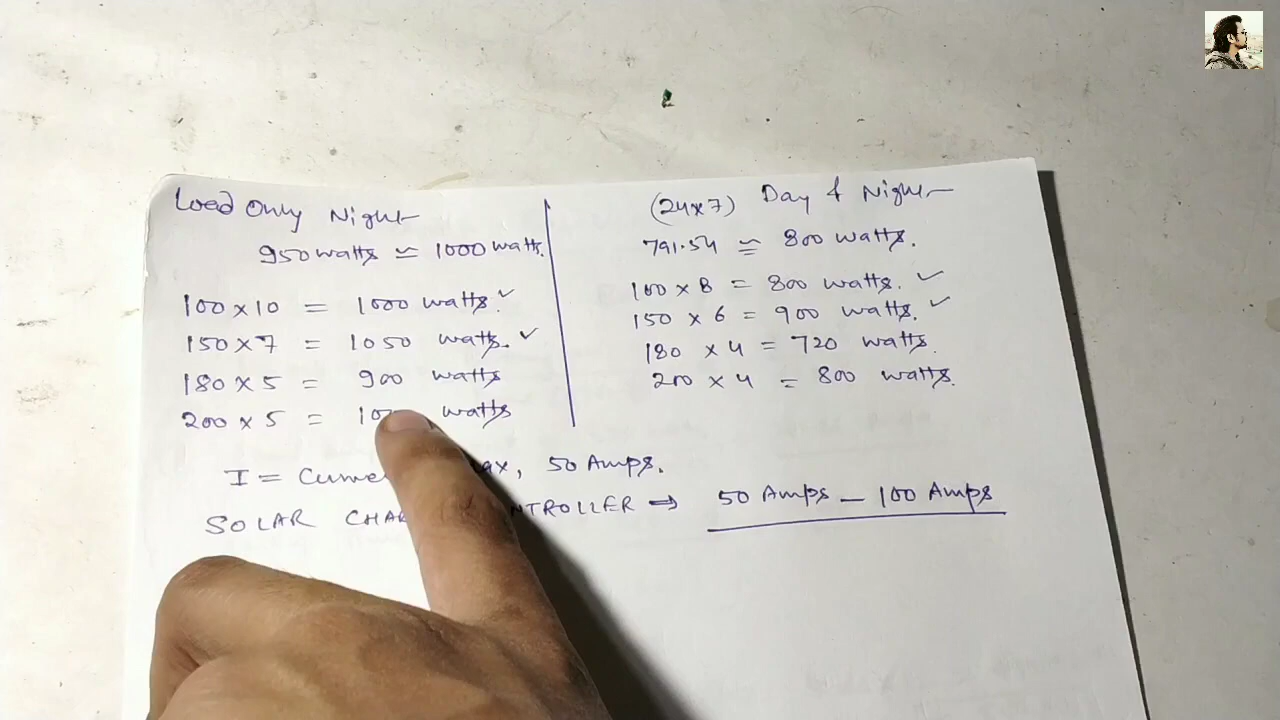 Load Only Night
950 watts ≃ 1000 watts.
100 x 10 = 1000 watts. ✓
150 x 7 = 1050 watts. ✓
180 x 5 = 900 watts
200 x 5 = watts
(24x7) Day & Night
791.54 ≅ 800 watts.
100 x 8 = 800 watts. ✓
150 x 6 = 900 watts. ✓
180 x 4 = 720 watts.
200 x 4 = 800 watts.
I = 50 Amps.
SOLAR → 50 Amps - 100 Amps